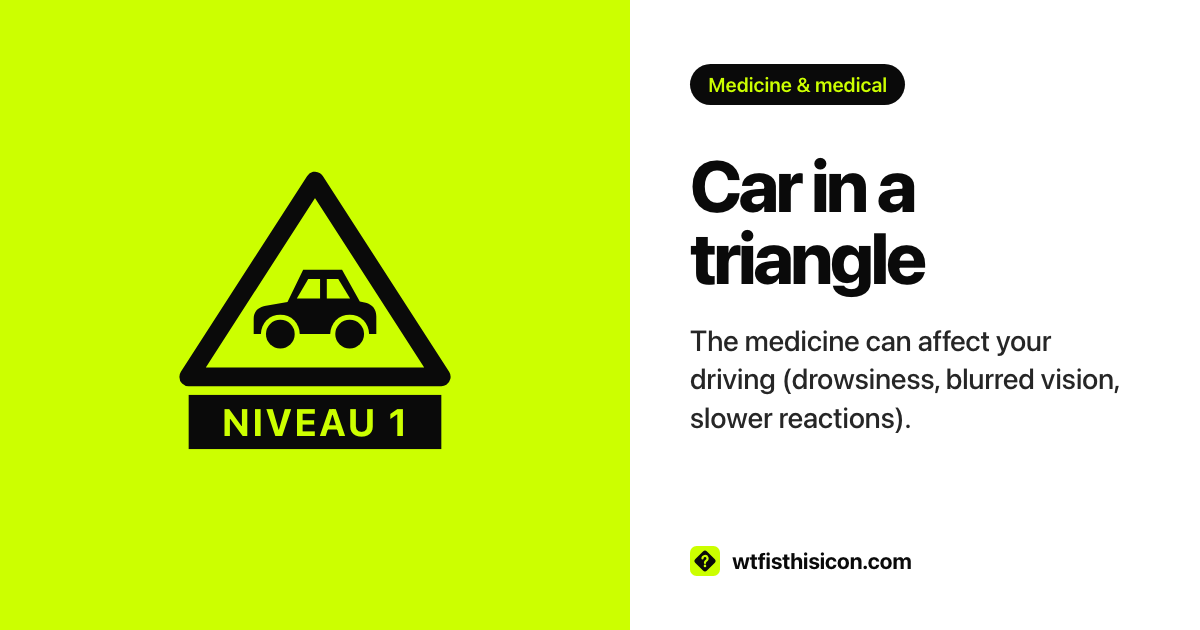 NIVEAU 1
Medicine & medical
Car in a
triangle
The medicine can affect your
driving (drowsiness, blurred vision,
slower reactions).
?
wtfisthisicon.com